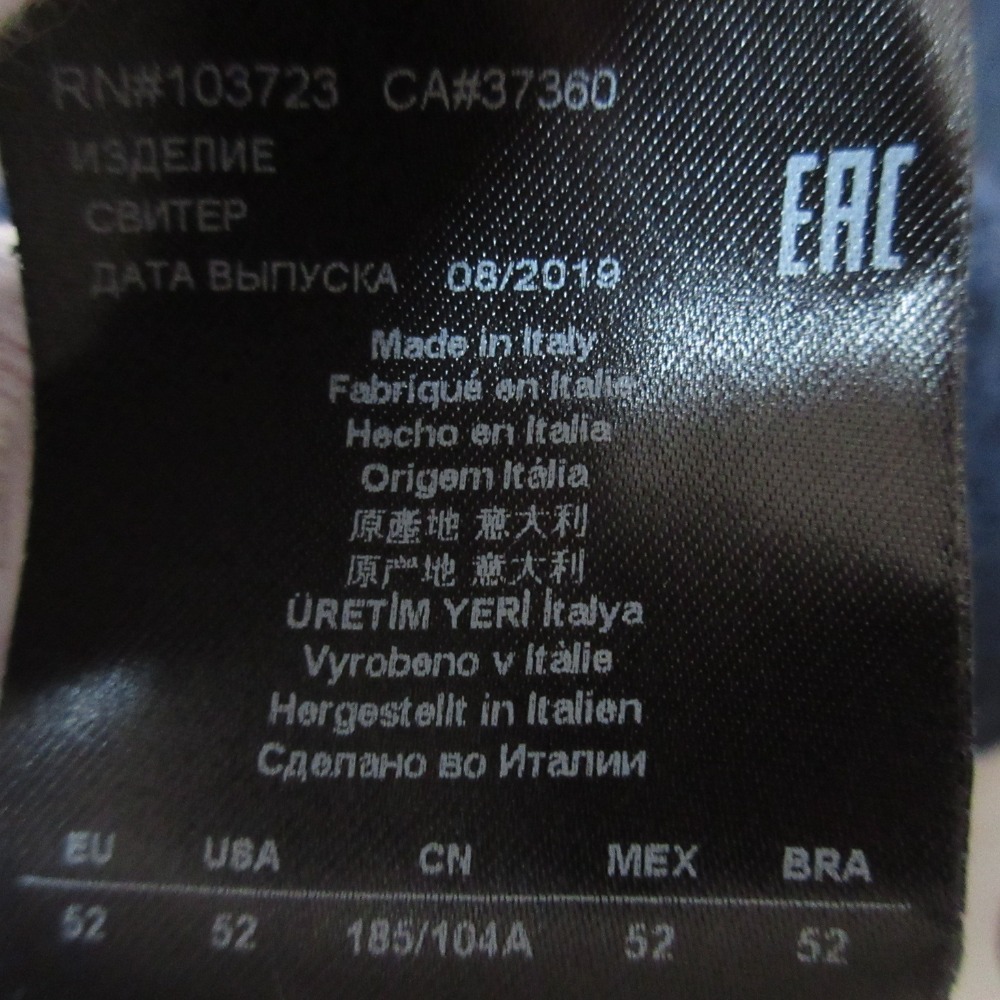 RN#103723 CA#37360
ИЗДЕЛИЕ
СВИТЕР
EAC
ДАТА ВЫПУСКА 08/2019
Made in Italy
Fabriqué en Italie
Hecho en Italia
Origem Itália
原產地 意大利
原产地 意大利
ÜRETİM YERİ İtalya
Vyrobeno v Itálie
Hergestellt in Italien
Сделано во Италии
EU USA CN MEX BRA
52 52 185/104A 52 52